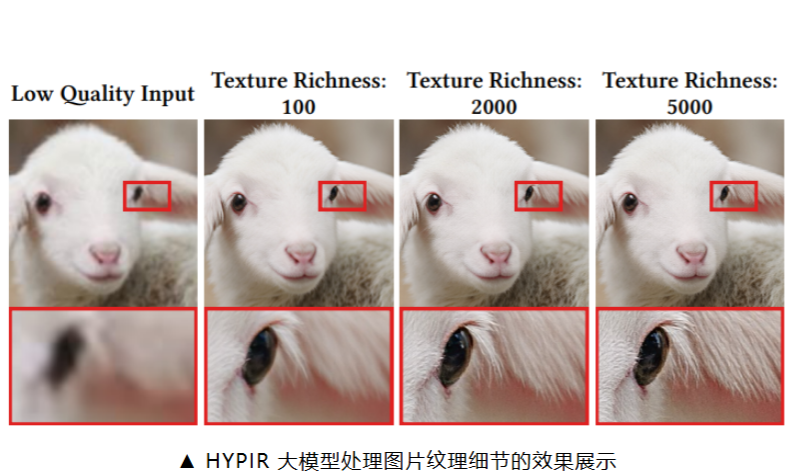 Low Quality Input
Texture Richness:
100
Texture Richness:
2000
Texture Richness:
5000
▲ HYPIR 大模型处理图片纹理细节的效果展示